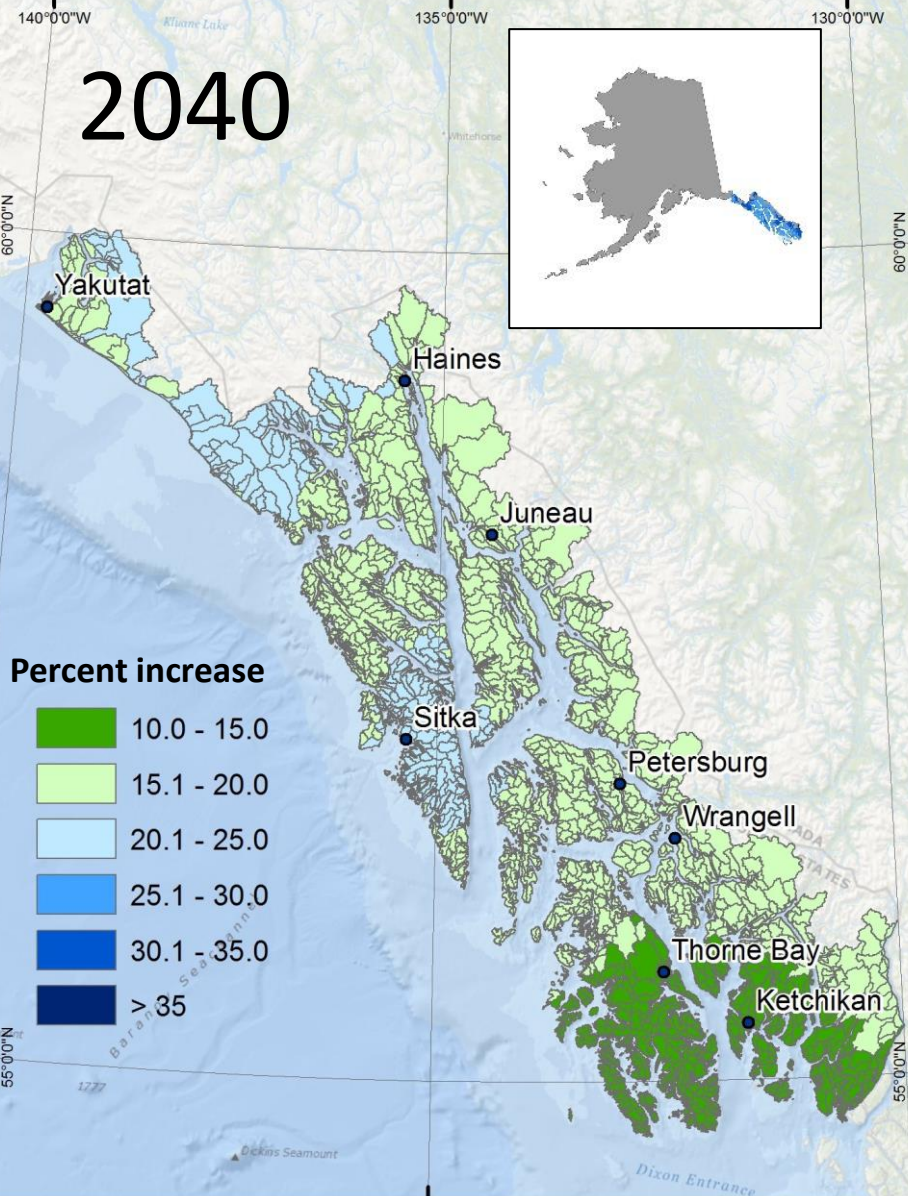 140°0'0"W
135°0'0"W
130°0'0"W
Kluane Lake
2040
Whitehorse
60°0'0"N
60°0'0"N
Yakutat
Haines
Juneau
Percent increase
10.0 - 15.0
15.1 - 20.0
20.1 - 25.0
25.1 - 30.0
30.1 - 35.0
> 35
Sitka
Petersburg
Wrangell
STATES
Thorne Bay
Ketchikan
55°0'0"N
55°0'0"N
1777
Dickins Seamount
Dixon Entrance